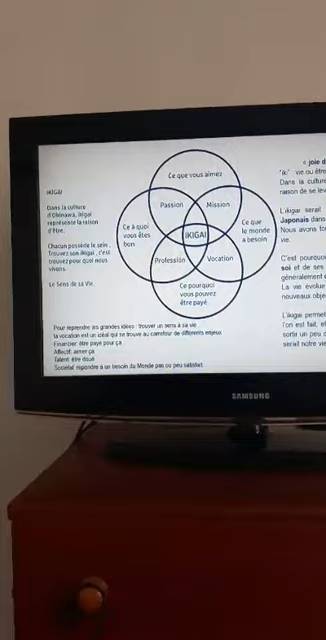 IKIGAI
Dans la culture
d'Okinawa, ikigai
représente la raison
d'être.
Chacun possède le sein.
Trouvez son ikigai, c'est
trouvez pour quoi nous
vivons.
Le Sens de sa Vie.
Ce que vous aimez
Passion
Mission
Ce à quoi
vous êtes
bon
IKIGAI
Ce que
le monde
a besoin
Profession
Vocation
Ce pourquoi
vous pouvez
être payé
Pour reprendre les grandes idées : trouver un sens à sa vie
la vocation est un idéal qui se trouve au carrefour de différents enjeux
Financier: être payé pour ça
Affectif: aimer ça
Talent: être doué
Sociétal: répondre à un besoin du Monde pas ou peu satisfait
« joie d
"iki" vie ou être
Dans la culture
raison de se lev
L'ikigai serait
Japonais dans
Nous avons to
vie.
C'est pourquoi
soi et de ses
généralement
La vie évolue
nouveaux obje
L'ikigai permet
l'on est fait, et
sortir un peu c
serait notre vie
SAMSUNG